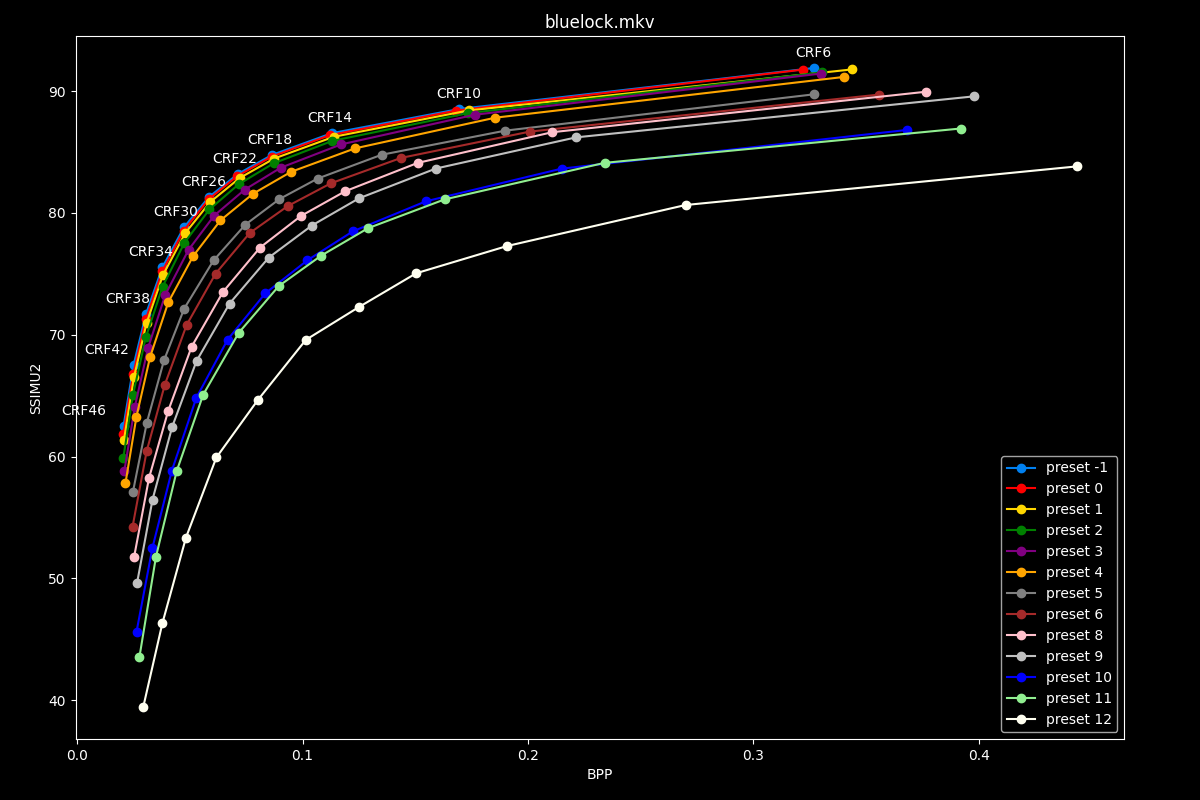 bluelock.mkv
CRF6
CRF10
CRF14
CRF18
CRF22
CRF26
CRF30
CRF34
CRF38
CRF42
CRF46
90
80
70
60
50
40
SSIMU2
0.0
0.1
0.2
0.3
0.4
BPP
preset -1
preset 0
preset 1
preset 2
preset 3
preset 4
preset 5
preset 6
preset 8
preset 9
preset 10
preset 11
preset 12